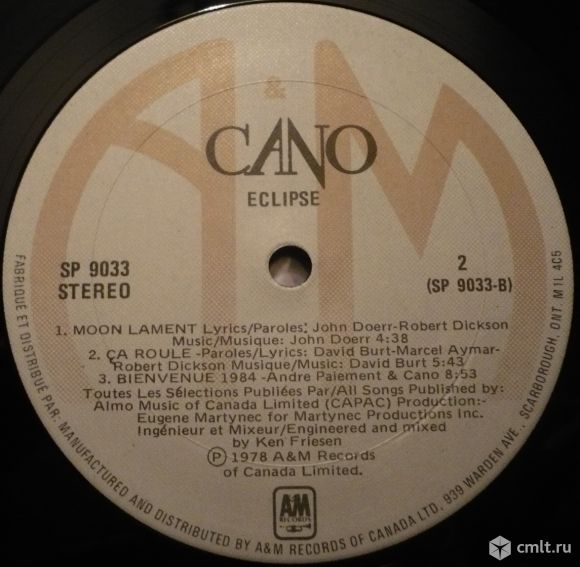 A&M
CANO
ECLIPSE
SP 9033
STEREO
2
(SP 9033-B)
1. MOON LAMENT Lyrics/Paroles: John Doerr-Robert Dickson
Music/Musique: John Doerr 4:38
2. ÇA ROULE -Paroles/Lyrics: David Burt-Marcel Aymar-
Robert Dickson Musique/Music: David Burt 5:43
3. BIENVENUE 1984 -Andre Paiement & Cano 8:53
Toutes Les Sélections Publiées Par/All Songs Published by:
Almo Music of Canada Limited (CAPAC) Production:-
Eugene Martynec for Martynec Productions Inc.
Ingénieur et Mixeur/Engineered and mixed
by Ken Friesen
Ⓟ 1978 A&M Records
of Canada Limited.
A&M
RECORDS
FABRIQUÉ ET DISTRIBUÉ PAR. MANUFACTURED AND DISTRIBUTED BY A&M RECORDS OF CANADA LTD, 939 WARDEN AVE., SCARBOROUGH, ONT M1L 4C5
cmlt.ru